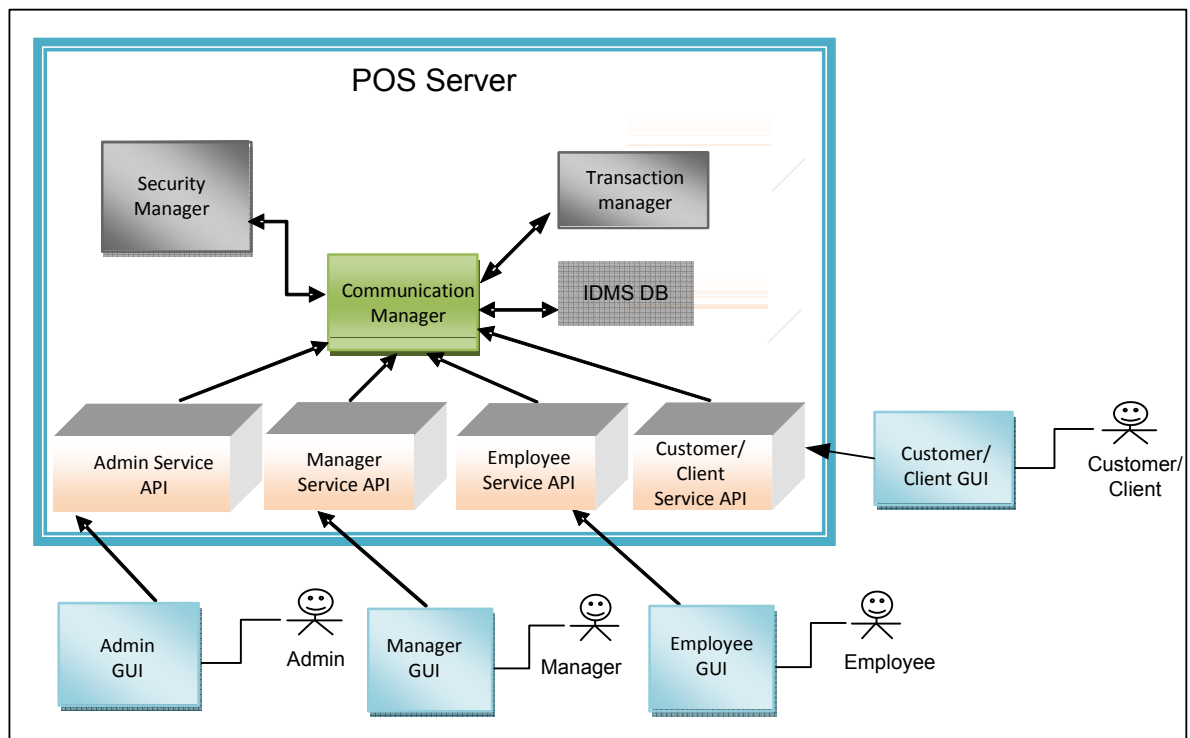 POS Server
Security
Manager
Transaction
manager
Communication
Manager
IDMS DB
Admin Service
API
Manager
Service API
Employee
Service API
Customer/
Client
Service API
Customer/
Client GUI
Customer/
Client
Admin
GUI
Admin
Manager
GUI
Manager
Employee
GUI
Employee